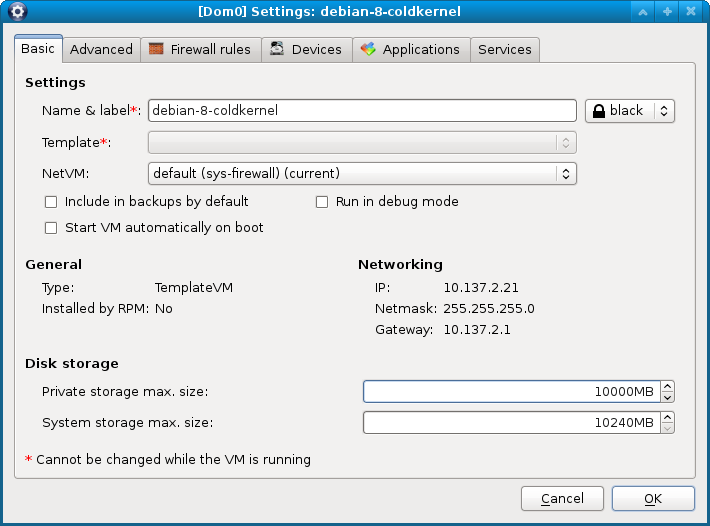 [Dom0] Settings: debian-8-coldkernel
Basic Advanced Firewall rules Devices Applications Services
Settings
Name & label*: debian-8-coldkernel black
Template*:
NetVM: default (sys-firewall) (current)
Include in backups by default Run in debug mode
Start VM automatically on boot
General Networking
Type: TemplateVM IP: 10.137.2.21
Installed by RPM: No Netmask: 255.255.255.0
Gateway: 10.137.2.1
Disk storage
Private storage max. size: 10000MB
System storage max. size: 10240MB
* Cannot be changed while the VM is running
Cancel OK